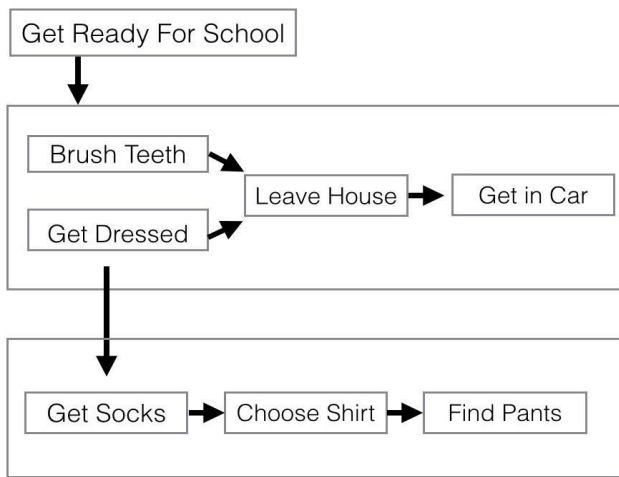 Get Ready For School
Brush Teeth
Leave House
Get in Car
Get Dressed
Get Socks
Choose Shirt
Find Pants